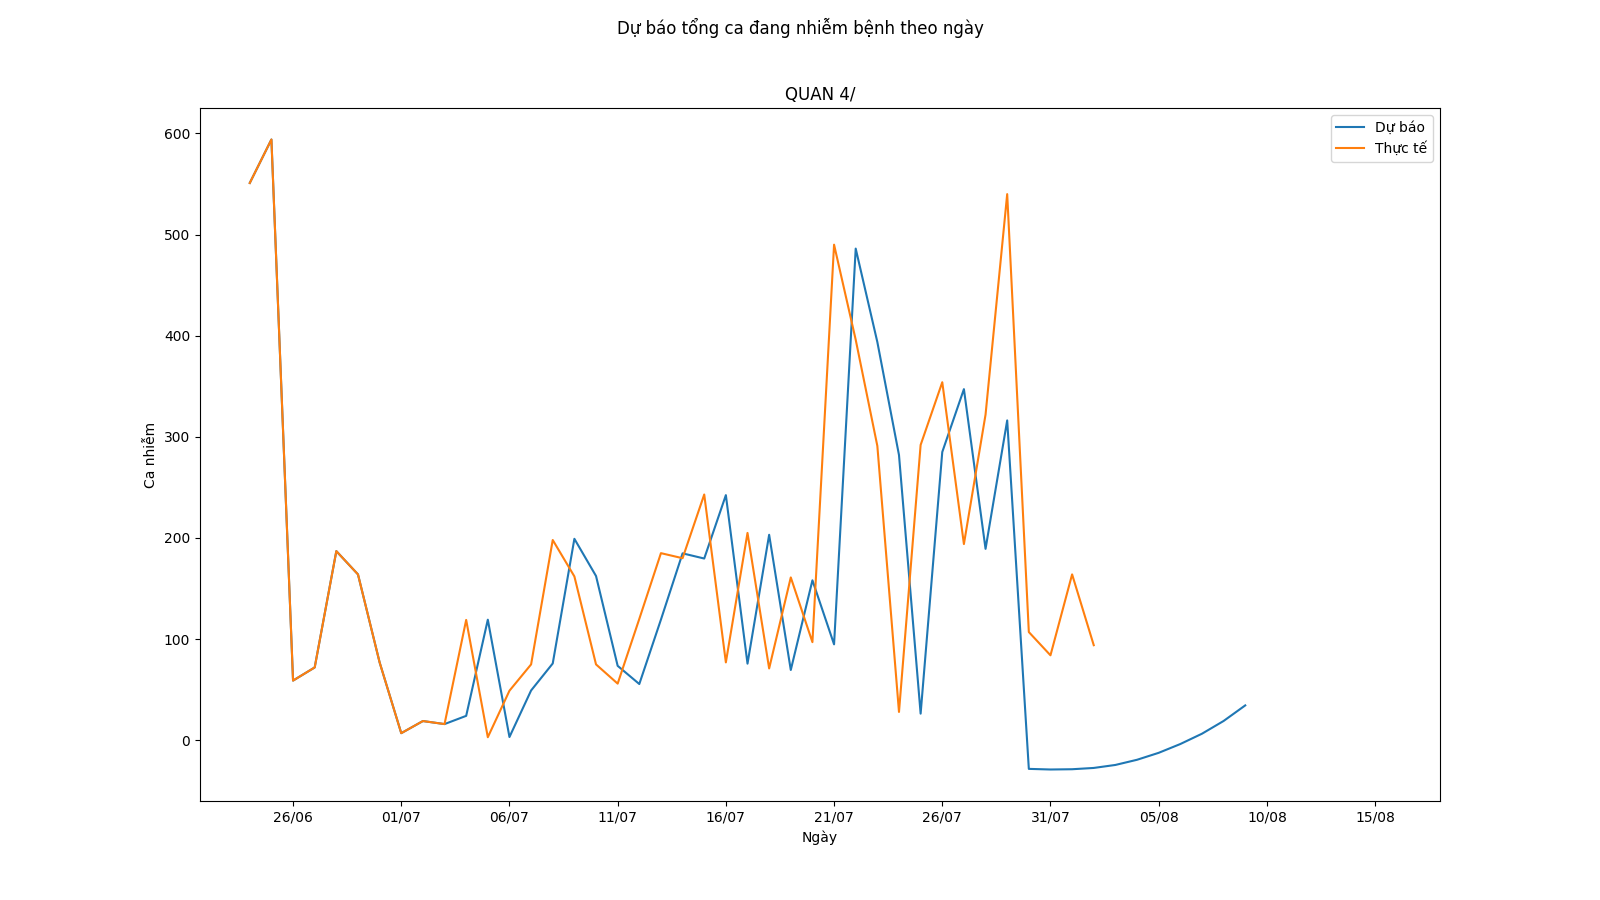 Dự báo tổng ca đang nhiễm bệnh theo ngày
QUAN 4/
Dự báo
Thực tế
600
500
400
300
200
100
0
Ca nhiễm
26/06 01/07 06/07 11/07 16/07 21/07 26/07 31/07 05/08 10/08 15/08
Ngày